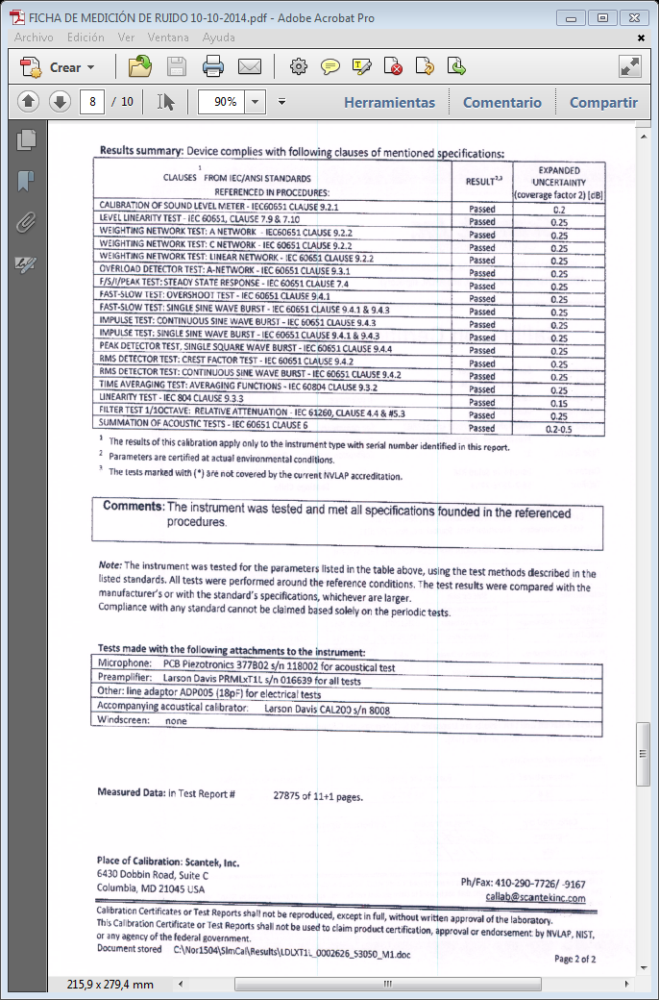 FICHA DE MEDICIÓN DE RUIDO 10-10-2014.pdf - Adobe Acrobat Pro
Archivo Edición Ver Ventana Ayuda
Crear
8 / 10 90% Herramientas Comentario Compartir
Results summary: Device complies with following clauses of mentioned specifications:
CLAUSES 1 FROM IEC/ANSI STANDARDS REFERENCED IN PROCEDURES: RESULT2,3 EXPANDED UNCERTAINTY (coverage factor 2) [dB]
CALIBRATION OF SOUND LEVEL METER - IEC60651 CLAUSE 9.2.1 Passed 0.2
LEVEL LINEARITY TEST - IEC 60651, CLAUSE 7.9 & 7.10 Passed 0.25
WEIGHTING NETWORK TEST: A NETWORK - IEC60651 CLAUSE 9.2.2 Passed 0.25
WEIGHTING NETWORK TEST: C NETWORK - IEC 60651 CLAUSE 9.2.2 Passed 0.25
WEIGHTING NETWORK TEST: LINEAR NETWORK - IEC 60651 CLAUSE 9.2.2 Passed 0.25
OVERLOAD DETECTOR TEST: A-NETWORK - IEC 60651 CLAUSE 9.3.1 Passed 0.25
F/S/I/PEAK TEST: STEADY STATE RESPONSE - IEC 60651 CLAUSE 7.4 Passed 0.25
FAST-SLOW TEST: OVERSHOOT TEST - IEC 60651 CLAUSE 9.4.1 Passed 0.25
FAST-SLOW TEST: SINGLE SINE WAVE BURST - IEC 60651 CLAUSE 9.4.1 & 9.4.3 Passed 0.25
IMPULSE TEST: CONTINUOUS SINE WAVE BURST - IEC 60651 CLAUSE 9.4.3 Passed 0.25
IMPULSE TEST: SINGLE SINE WAVE BURST - IEC 60651 CLAUSE 9.4.1 & 9.4.3 Passed 0.25
PEAK DETECTOR TEST, SINGLE SQUARE WAVE BURST - IEC 60651 CLAUSE 9.4.4 Passed 0.25
RMS DETECTOR TEST: CREST FACTOR TEST - IEC 60651 CLAUSE 9.4.2 Passed 0.25
RMS DETECTOR TEST: CONTINUOUS SINE WAVE BURST - IEC 60651 CLAUSE 9.4.2 Passed 0.25
TIME AVERAGING TEST: AVERAGING FUNCTIONS - IEC 60804 CLAUSE 9.3.2 Passed 0.25
LINEARITY TEST - IEC 804 CLAUSE 9.3.3 Passed 0.15
FILTER TEST 1/1OCTAVE: RELATIVE ATTENUATION - IEC 61260, CLAUSE 4.4 & #5.3 Passed 0.25
SUMMATION OF ACOUSTIC TESTS - IEC 60651 CLAUSE 6 Passed 0.2-0.5
1 The results of this calibration apply only to the instrument type with serial number identified in this report.
2 Parameters are certified at actual environmental conditions.
3 The tests marked with (*) are not covered by the current NVLAP accreditation.
Comments: The instrument was tested and met all specifications founded in the referenced
procedures.
Note: The instrument was tested for the parameters listed in the table above, using the test methods described in the
listed standards. All tests were performed around the reference conditions. The test results were compared with the
manufacturer's or with the standard's specifications, whichever are larger.
Compliance with any standard cannot be claimed based solely on the periodic tests.
Tests made with the following attachments to the instrument:
Microphone: PCB Piezotronics 377B02 s/n 118002 for acoustical test
Preamplifier: Larson Davis PRMLxT1L s/n 016639 for all tests
Other: line adaptor ADP005 (18pF) for electrical tests
Accompanying acoustical calibrator: Larson Davis CAL200 s/n 8008
Windscreen: none
Measured Data: in Test Report # 27875 of 11+1 pages.
Place of Calibration: Scantek, Inc.
6430 Dobbin Road, Suite C
Columbia, MD 21045 USA
Ph/Fax: 410-290-7726/ -9167
callab@scantekinc.com
Calibration Certificates or Test Reports shall not be reproduced, except in full, without written approval of the laboratory.
This Calibration Certificate or Test Reports shall not be used to claim product certification, approval or endorsement by NVLAP, NIST,
or any agency of the federal government.
Document stored C:\Nor1504\SlmCal\Results\LDLXT1L_0002626_S3050_M1.doc
Page 2 of 2
215,9 x 279,4 mm